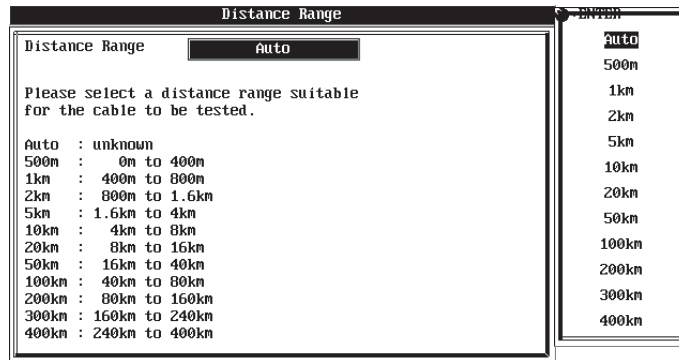 Distance Range
Distance Range Auto
Please select a distance range suitable
for the cable to be tested.
Auto : unknown
500m : 0m to 400m
1km : 400m to 800m
2km : 800m to 1.6km
5km : 1.6km to 4km
10km : 4km to 8km
20km : 8km to 16km
50km : 16km to 40km
100km : 40km to 80km
200km : 80km to 160km
300km : 160km to 240km
400km : 240km to 400km
ENTER
Auto
500m
1km
2km
5km
10km
20km
50km
100km
200km
300km
400km